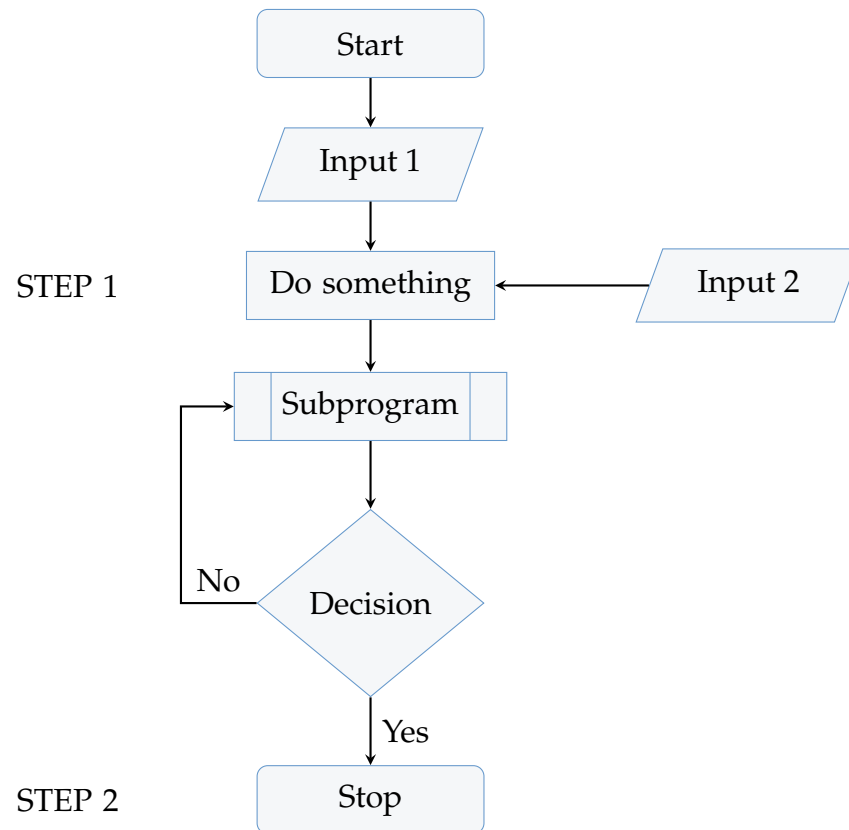 Start
Input 1
STEP 1
Do something
Input 2
Subprogram
No
Decision
Yes
STEP 2
Stop